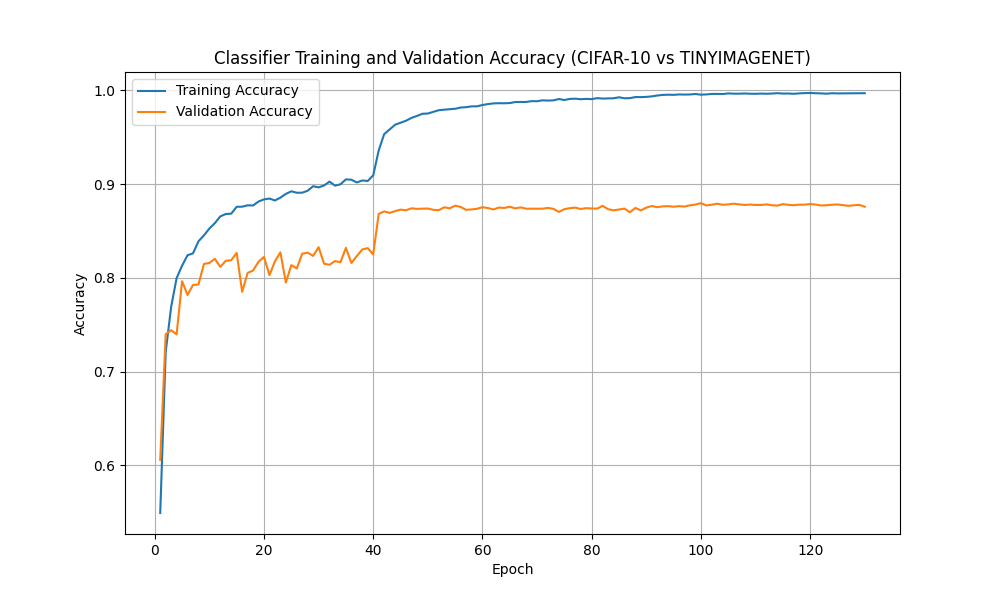 Classifier Training and Validation Accuracy (CIFAR-10 vs TINYIMAGENET)
Training Accuracy
Validation Accuracy
1.0
0.9
0.8
0.7
0.6
Accuracy
0 20 40 60 80 100 120
Epoch